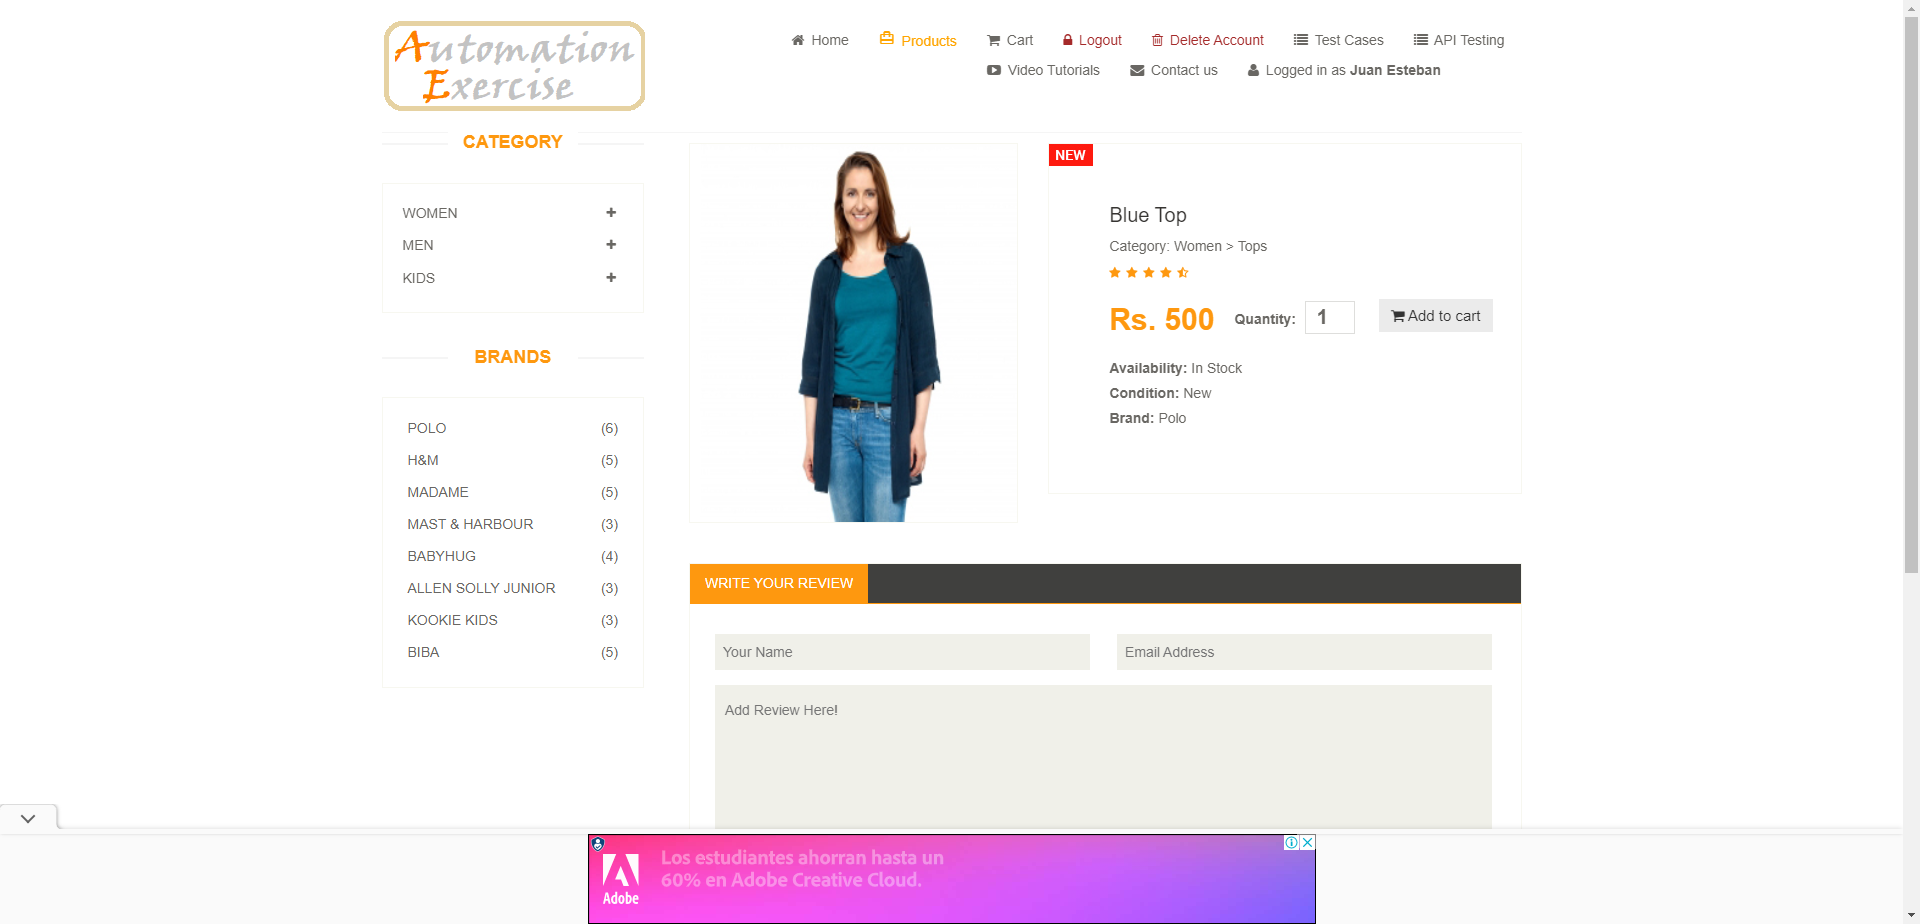 Automation
Exercise
Home
Products
Cart
Logout
Delete Account
Test Cases
API Testing
Video Tutorials
Contact us
Logged in as Juan Esteban
CATEGORY
WOMEN
MEN
KIDS
BRANDS
POLO (6)
H&M (5)
MADAME (5)
MAST & HARBOUR (3)
BABYHUG (4)
ALLEN SOLLY JUNIOR (3)
KOOKIE KIDS (3)
BIBA (5)
NEW
Blue Top
Category: Women > Tops
Rs. 500 Quantity: 1 Add to cart
Availability: In Stock
Condition: New
Brand: Polo
WRITE YOUR REVIEW
Your Name
Email Address
Add Review Here!
Adobe
Los estudiantes ahorran hasta un
60% en Adobe Creative Cloud.